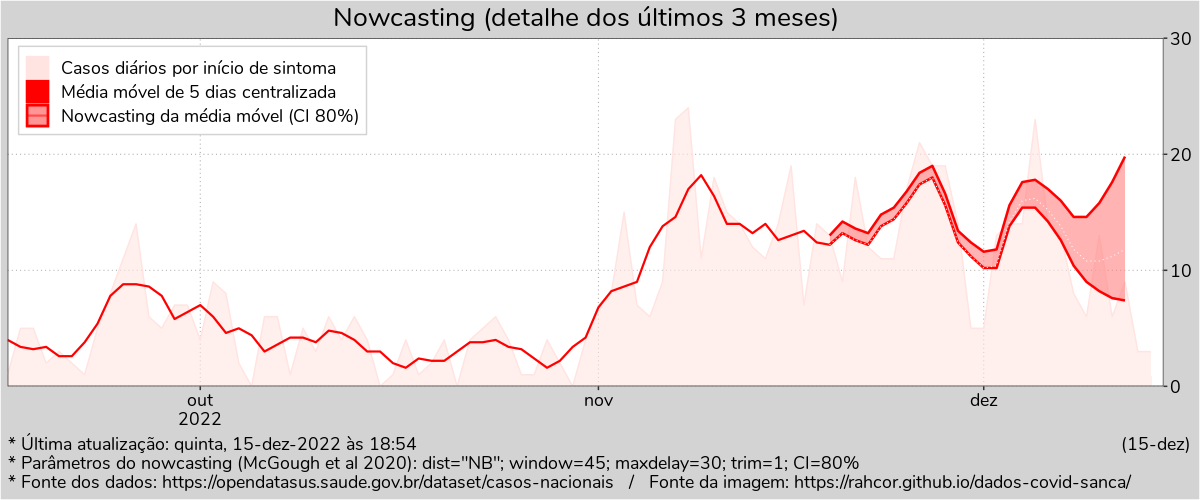 Nowcasting (detalhe dos últimos 3 meses)
Casos diários por início de sintoma
Média móvel de 5 dias centralizada
Nowcasting da média móvel (CI 80%)
30
20
10
0
out
2022
nov
dez
* Última atualização: quinta, 15-dez-2022 às 18:54
(15-dez)
* Parâmetros do nowcasting (McGough et al 2020): dist="NB"; window=45; maxdelay=30; trim=1; CI=80%
* Fonte dos dados: https://opendatasus.saude.gov.br/dataset/casos-nacionais / Fonte da imagem: https://rahcor.github.io/dados-covid-sanca/